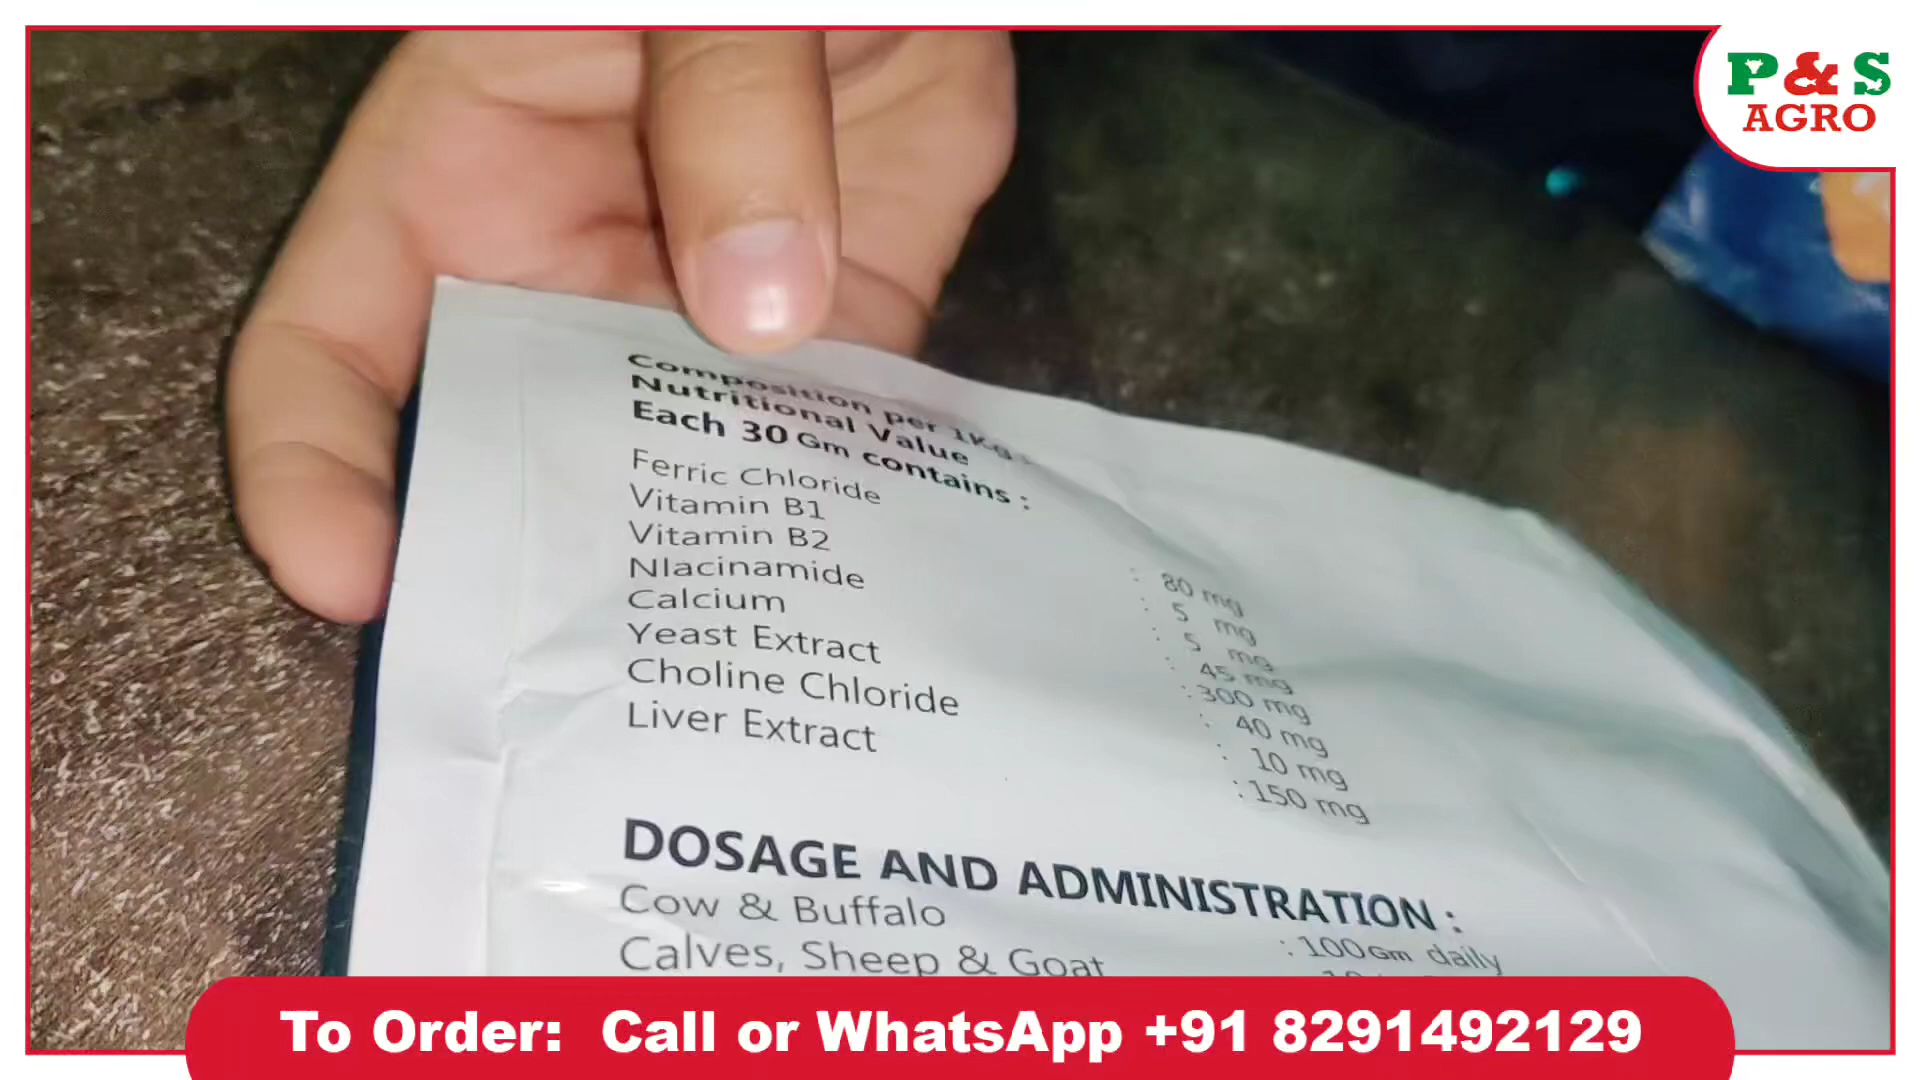 P & S
AGRO
Composition per 1Kg
Nutritional Value
Each 30 Gm contains :
Ferric Chloride : 80 mg
Vitamin B1 : 5 mg
Vitamin B2 : 5 mg
NIacinamide : 45 mg
Calcium : 300 mg
Yeast Extract : 40 mg
Choline Chloride : 10 mg
Liver Extract : 150 mg
DOSAGE AND ADMINISTRATION :
Cow & Buffalo : 100Gm daily
Calves, Sheep & Goat
To Order: Call or WhatsApp +91 8291492129